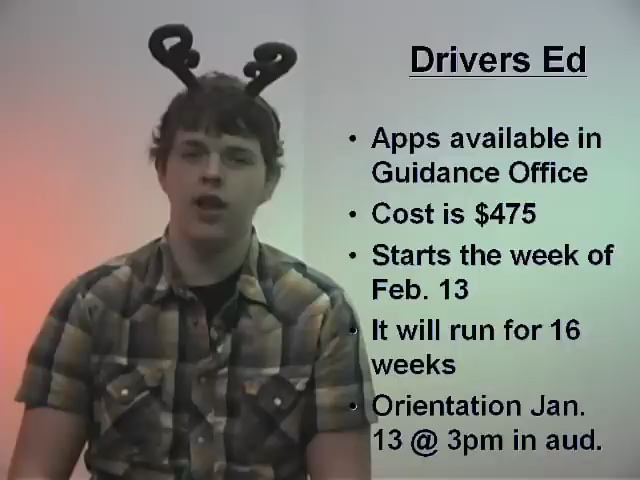 Drivers Ed
• Apps available in
Guidance Office
• Cost is $475
• Starts the week of
Feb. 13
• It will run for 16
weeks
• Orientation Jan.
13 @ 3pm in aud.